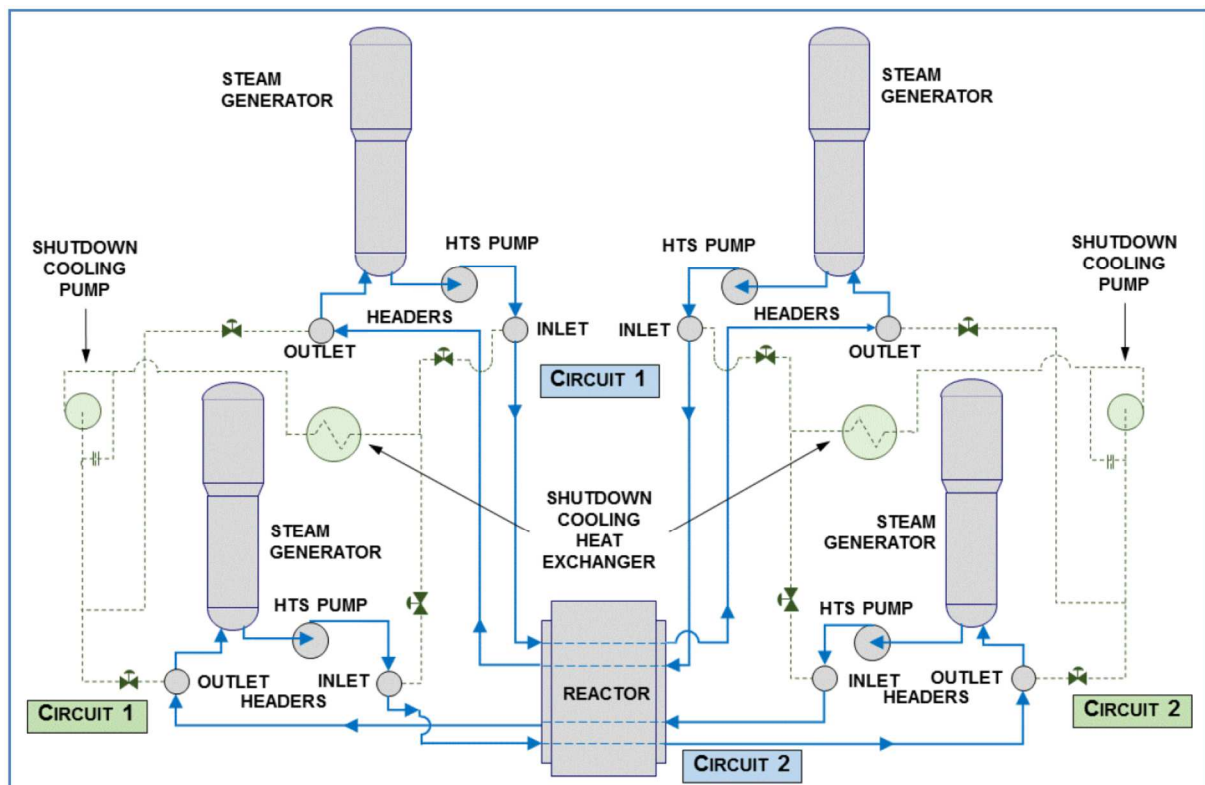 STEAM
GENERATOR
STEAM
GENERATOR
SHUTDOWN
COOLING
PUMP
HTS PUMP
HTS PUMP
SHUTDOWN
COOLING
PUMP
HEADERS
INLET
OUTLET
INLET
HEADERS
OUTLET
CIRCUIT 1
SHUTDOWN
COOLING
HEAT
EXCHANGER
STEAM
GENERATOR
STEAM
GENERATOR
HTS PUMP
HTS PUMP
OUTLET
HEADERS
INLET
REACTOR
INLET
HEADERS
OUTLET
CIRCUIT 1
CIRCUIT 2
CIRCUIT 2